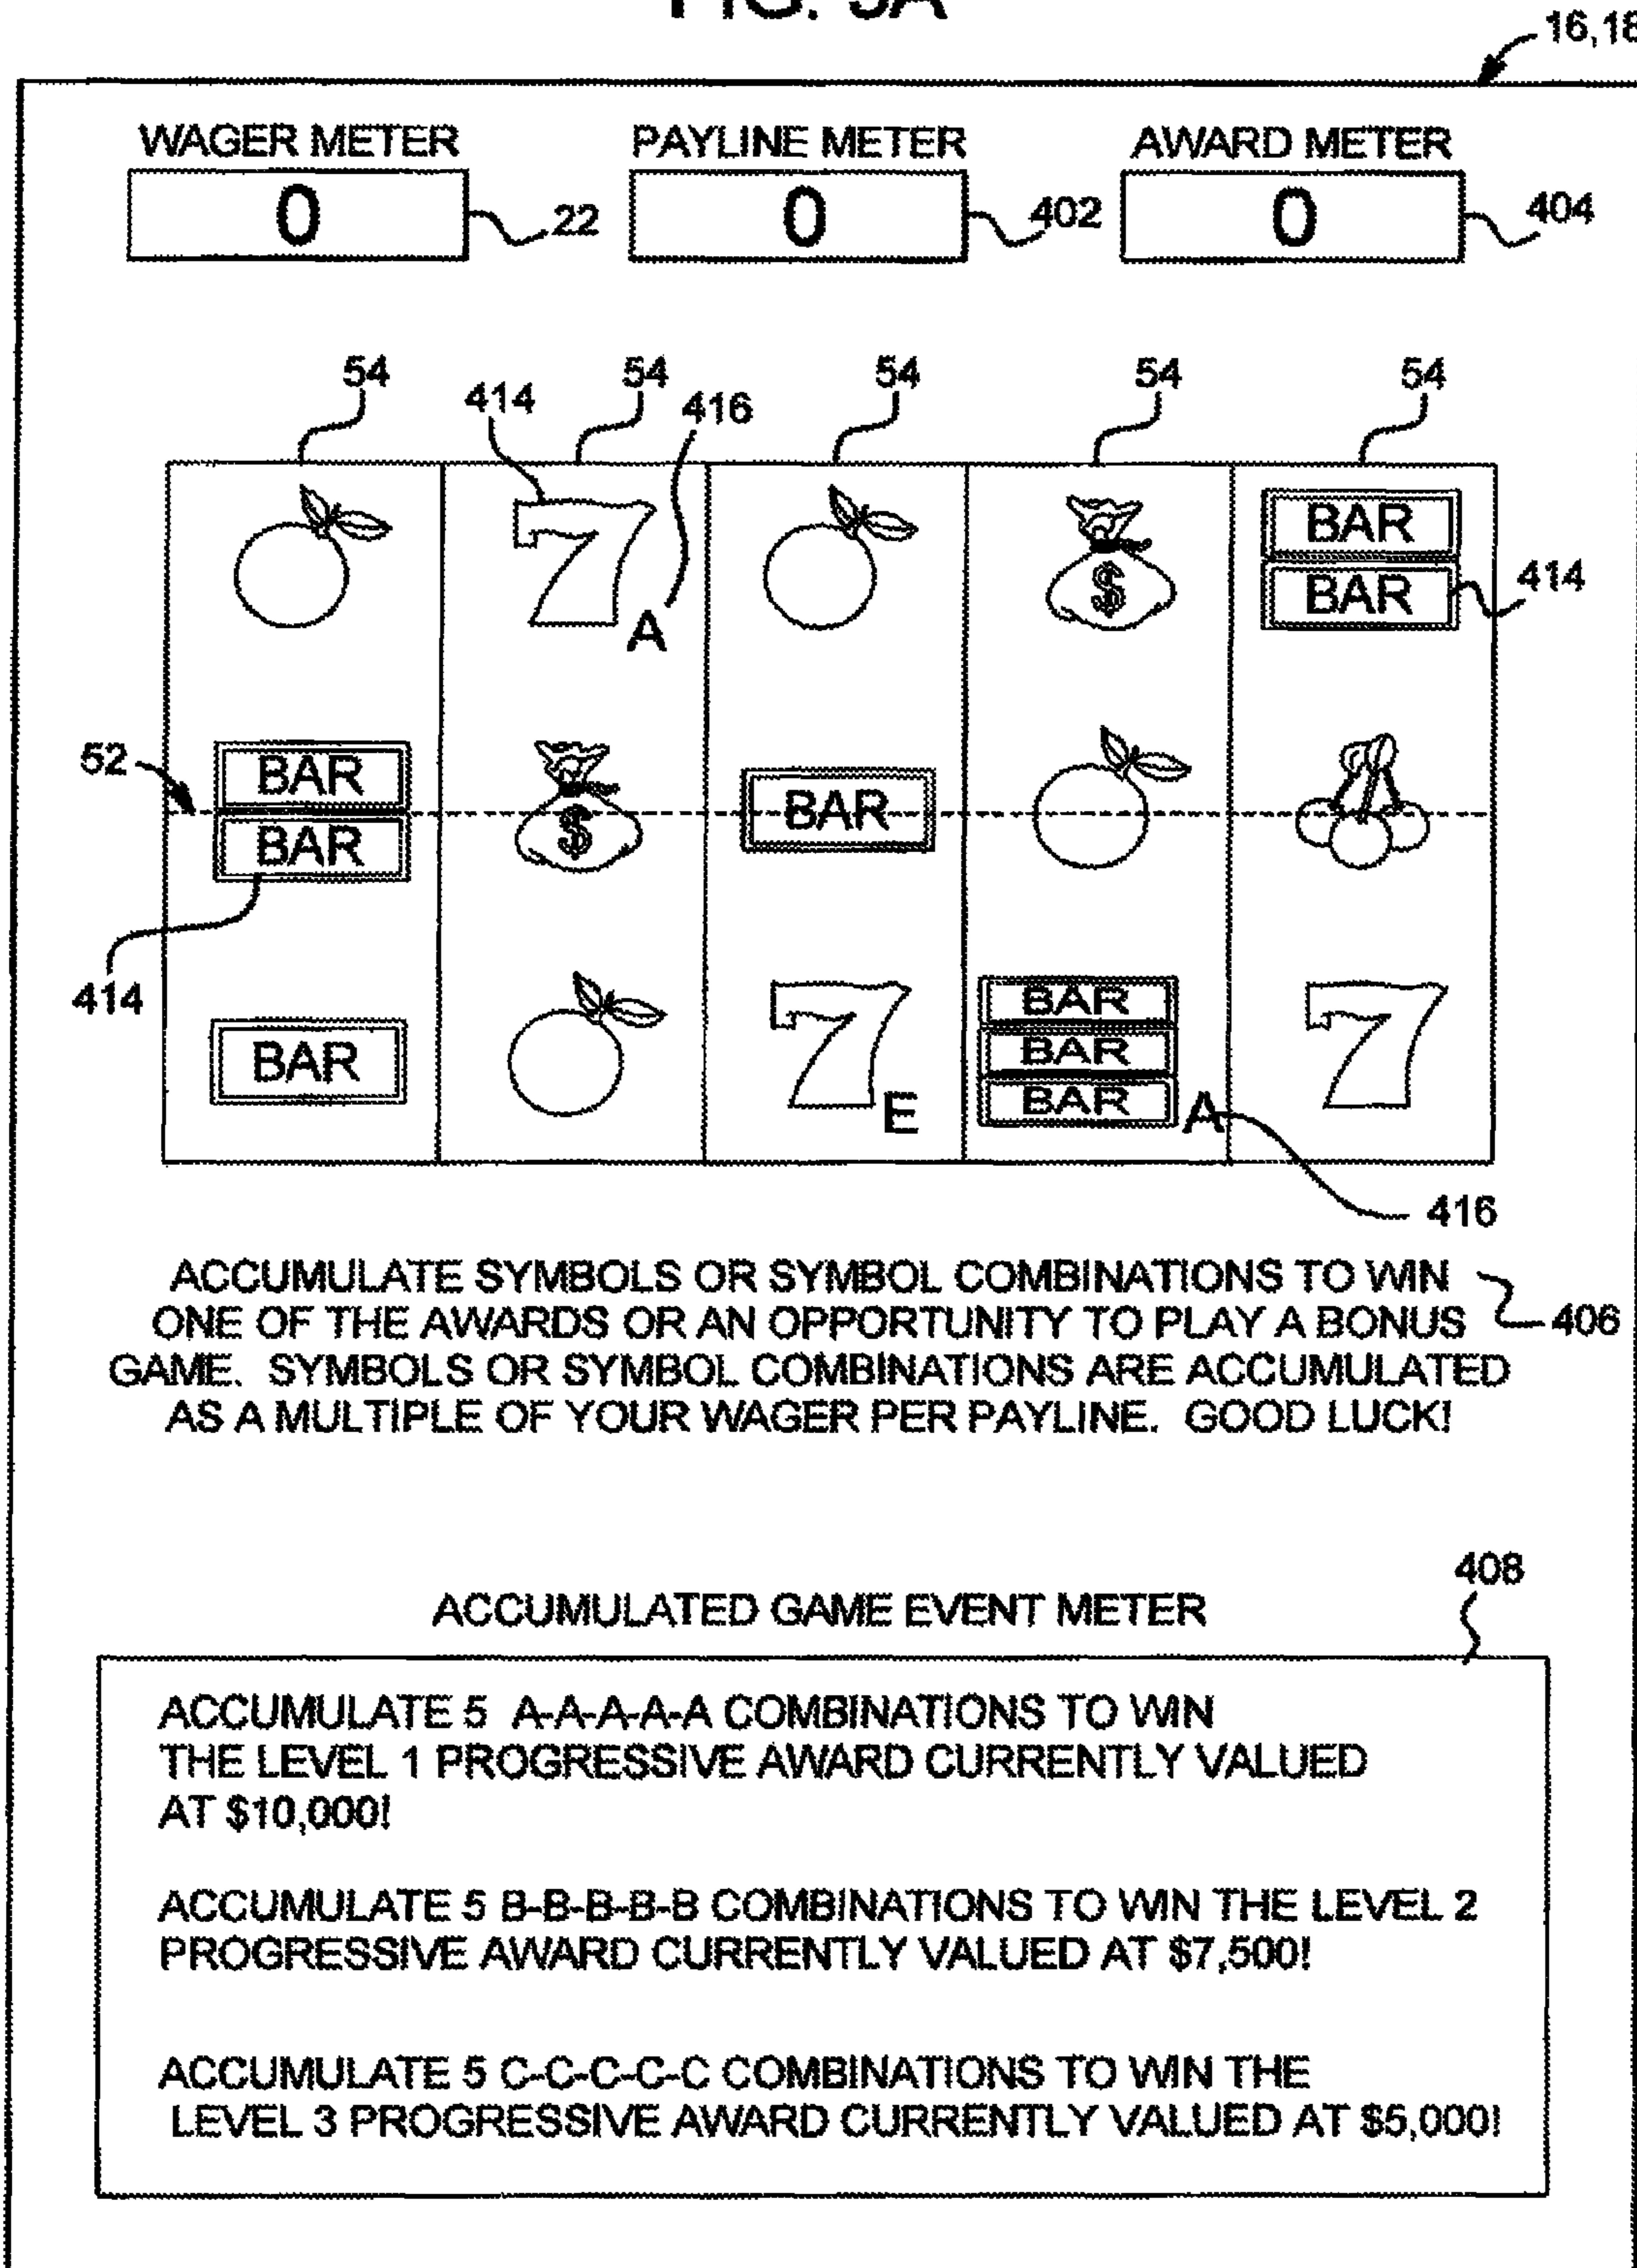 FIG. 5A
16,18
WAGER METER PAYLINE METER AWARD METER
0 22 0 402 0 404
54 414 54 416 54 54 54
7 A $ BAR
BAR 414
52 BAR $ BAR
BAR
414
BAR 7 E BAR A 7
BAR
BAR
416
ACCUMULATE SYMBOLS OR SYMBOL COMBINATIONS TO WIN
ONE OF THE AWARDS OR AN OPPORTUNITY TO PLAY A BONUS 406
GAME. SYMBOLS OR SYMBOL COMBINATIONS ARE ACCUMULATED
AS A MULTIPLE OF YOUR WAGER PER PAYLINE. GOOD LUCK!
408
ACCUMULATED GAME EVENT METER
ACCUMULATE 5 A-A-A-A-A COMBINATIONS TO WIN
THE LEVEL 1 PROGRESSIVE AWARD CURRENTLY VALUED
AT $10,000!
ACCUMULATE 5 B-B-B-B-B COMBINATIONS TO WIN THE LEVEL 2
PROGRESSIVE AWARD CURRENTLY VALUED AT $7,500!
ACCUMULATE 5 C-C-C-C-C COMBINATIONS TO WIN THE
LEVEL 3 PROGRESSIVE AWARD CURRENTLY VALUED AT $5,000!